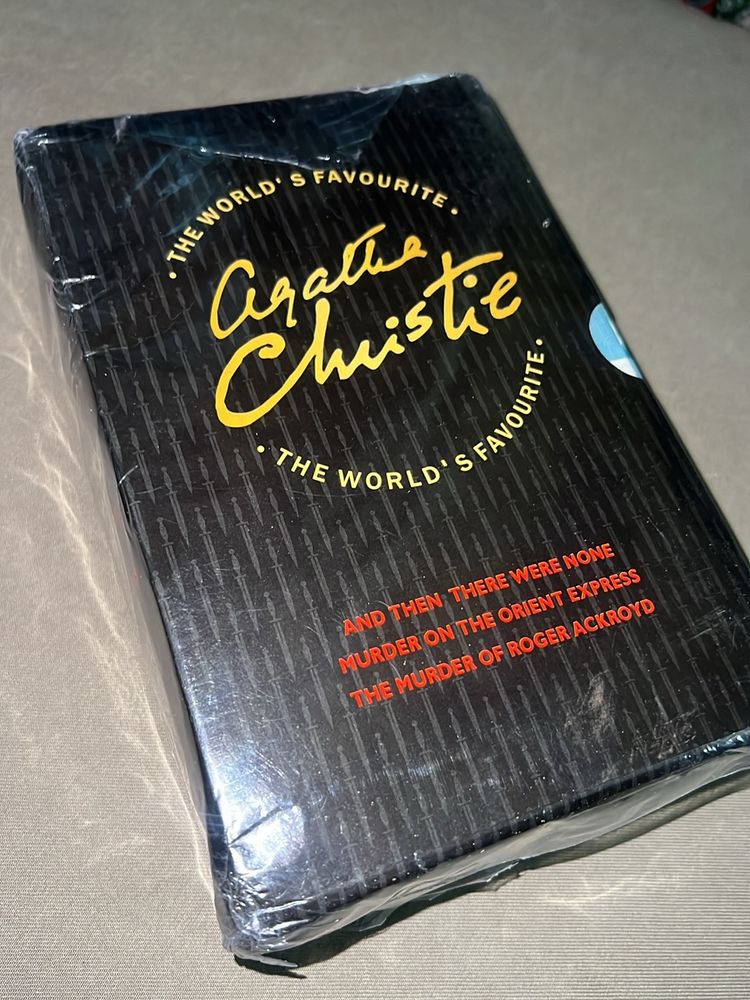 • THE WORLD' S FAVOURITE •
Agatha
Christie
• THE WORLD' S FAVOURITE •
AND THEN THERE WERE NONE
MURDER ON THE ORIENT EXPRESS
THE MURDER OF ROGER ACKROYD